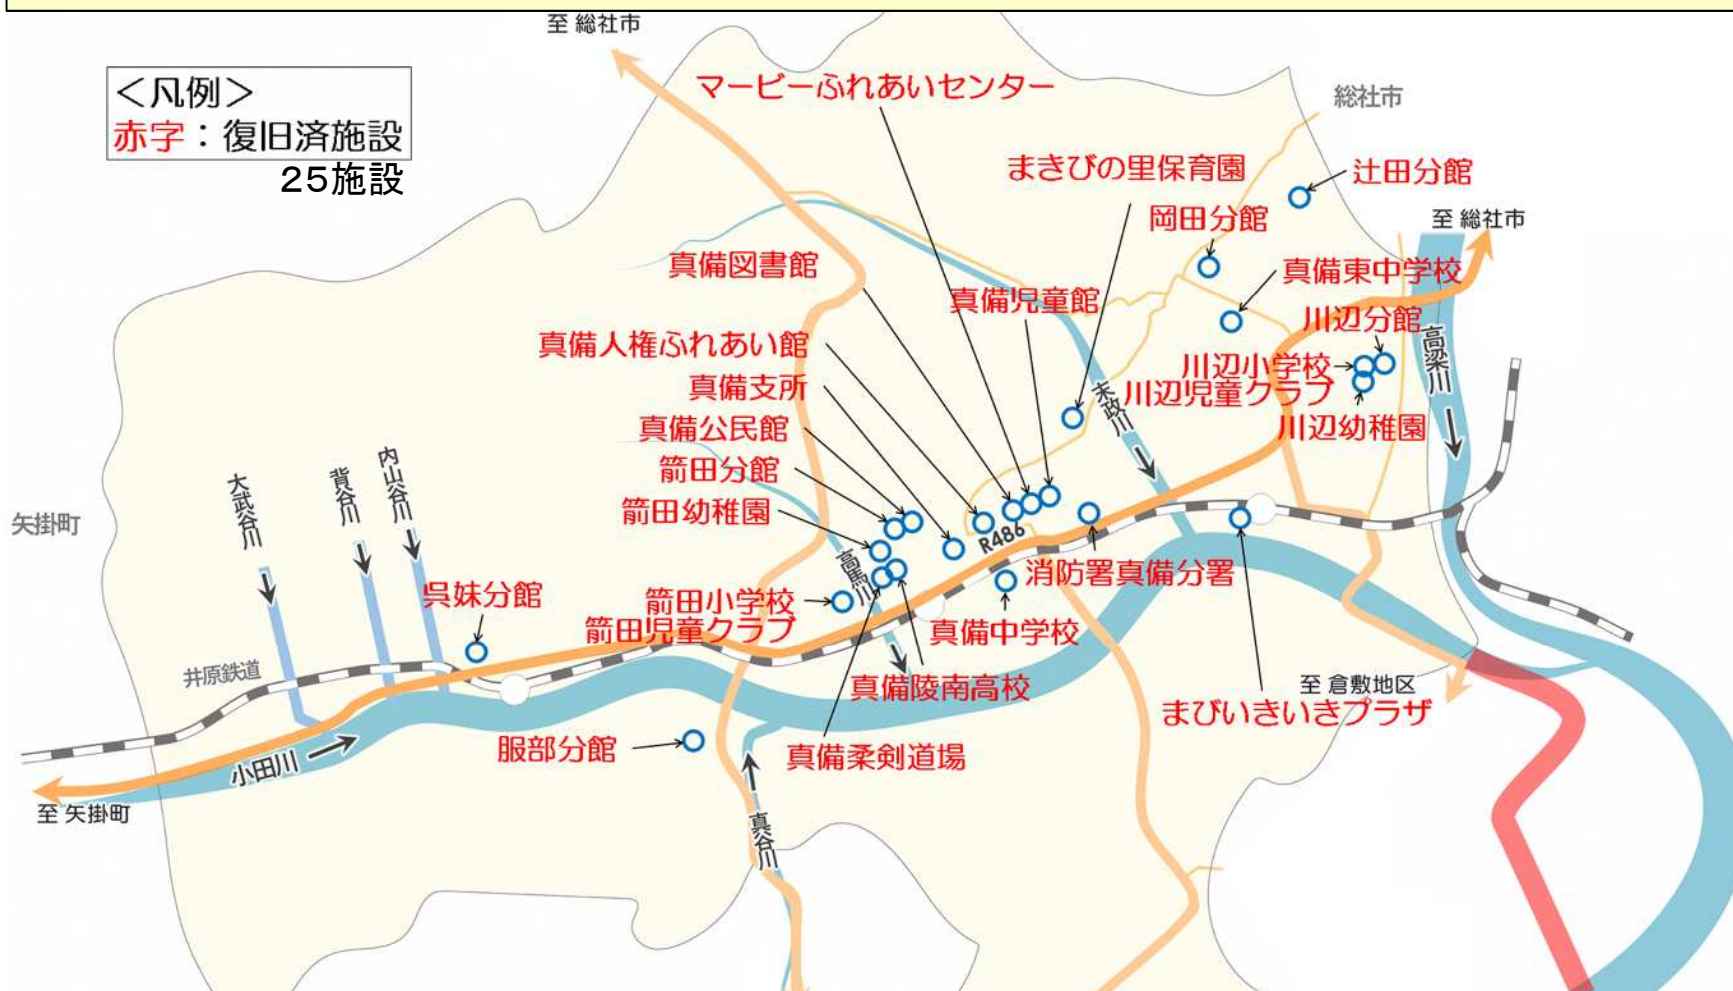 至 総社市
＜凡例＞
赤字：復旧済施設
25施設
マービーふれあいセンター
総社市
まきびの里保育園
辻田分館
岡田分館
至 総社市
真備図書館
真備東中学校
真備児童館
川辺分館
真備人権ふれあい館
高梁川
川辺小学校
真備支所
末政川
川辺児童クラブ
真備公民館
川辺幼稚園
箭田分館
内山谷川
背谷川
大武谷川
箭田幼稚園
矢掛町
R486
高馬川
消防署真備分署
呉妹分館
箭田小学校
箭田児童クラブ
真備中学校
井原鉄道
真備陵南高校
至 倉敷地区
まびいきいきプラザ
服部分館
真備柔剣道場
小田川
至 矢掛町
真谷川